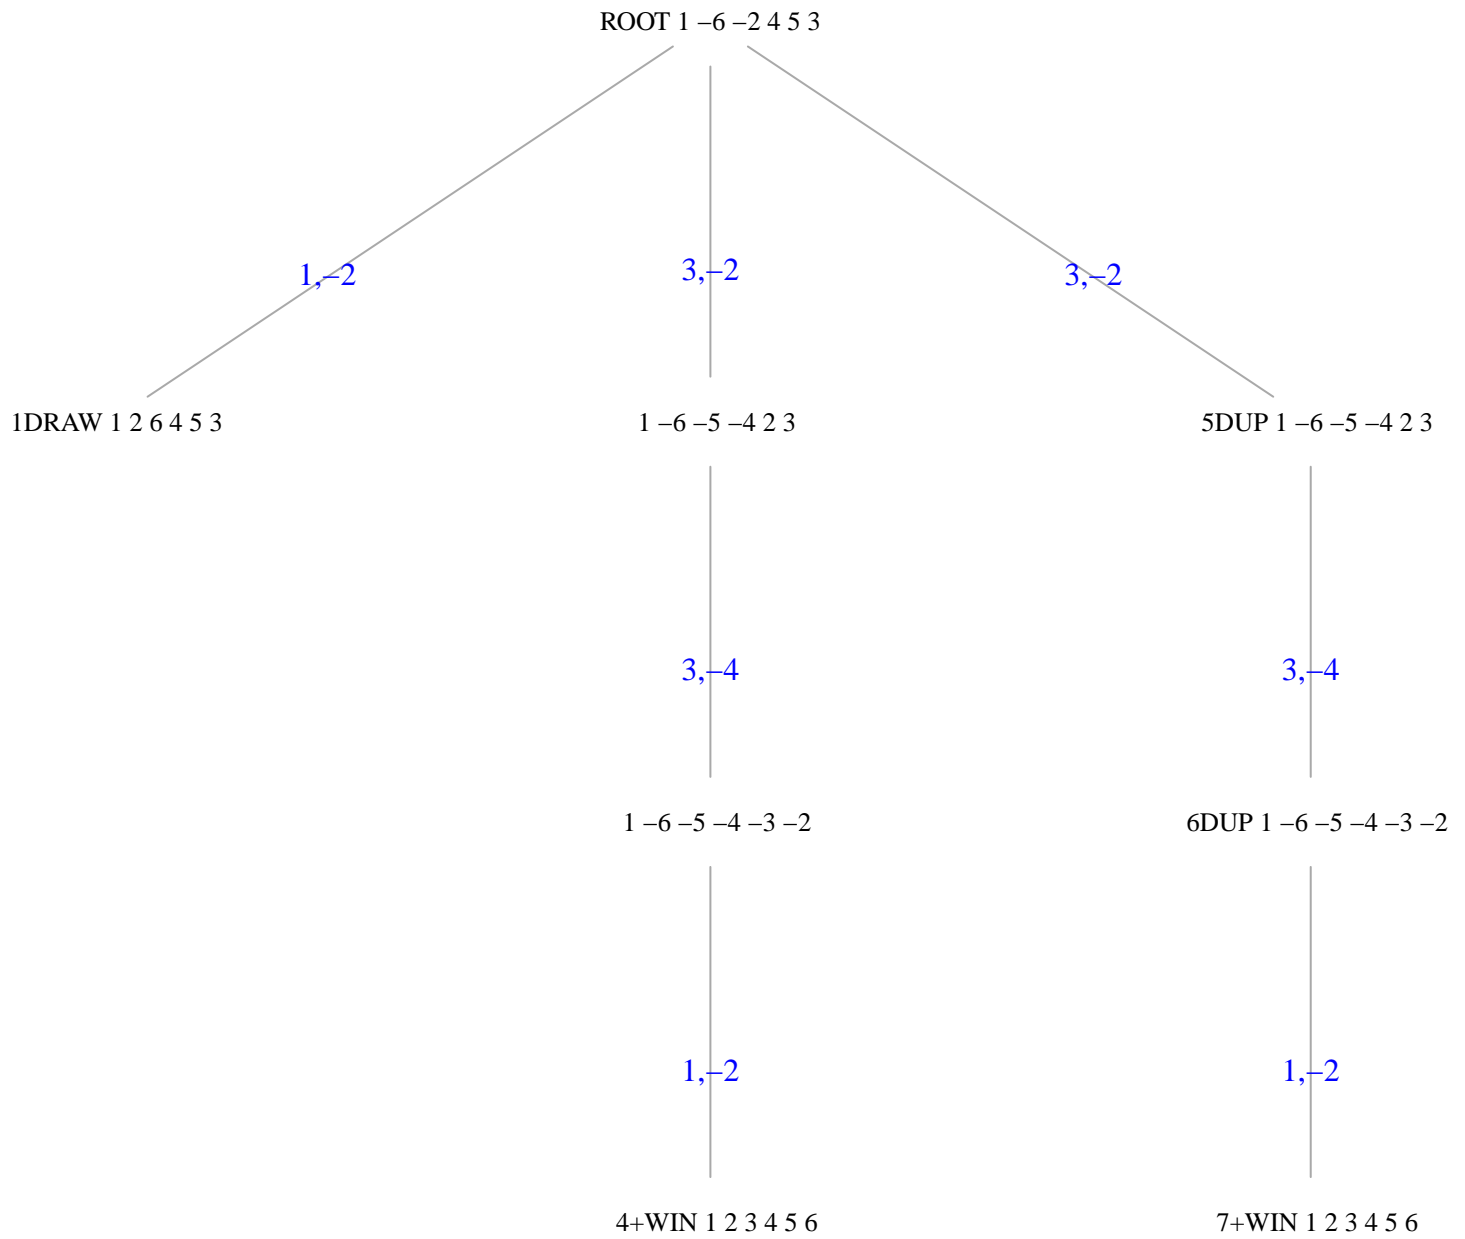 ROOT 1 –6 –2 4 5 3
1,–2
3,–2
3,–2
1DRAW 1 2 6 4 5 3
1 –6 –5 –4 2 3
5DUP 1 –6 –5 –4 2 3
3,–4
3,–4
1 –6 –5 –4 –3 –2
6DUP 1 –6 –5 –4 –3 –2
1,–2
1,–2
4+WIN 1 2 3 4 5 6
7+WIN 1 2 3 4 5 6